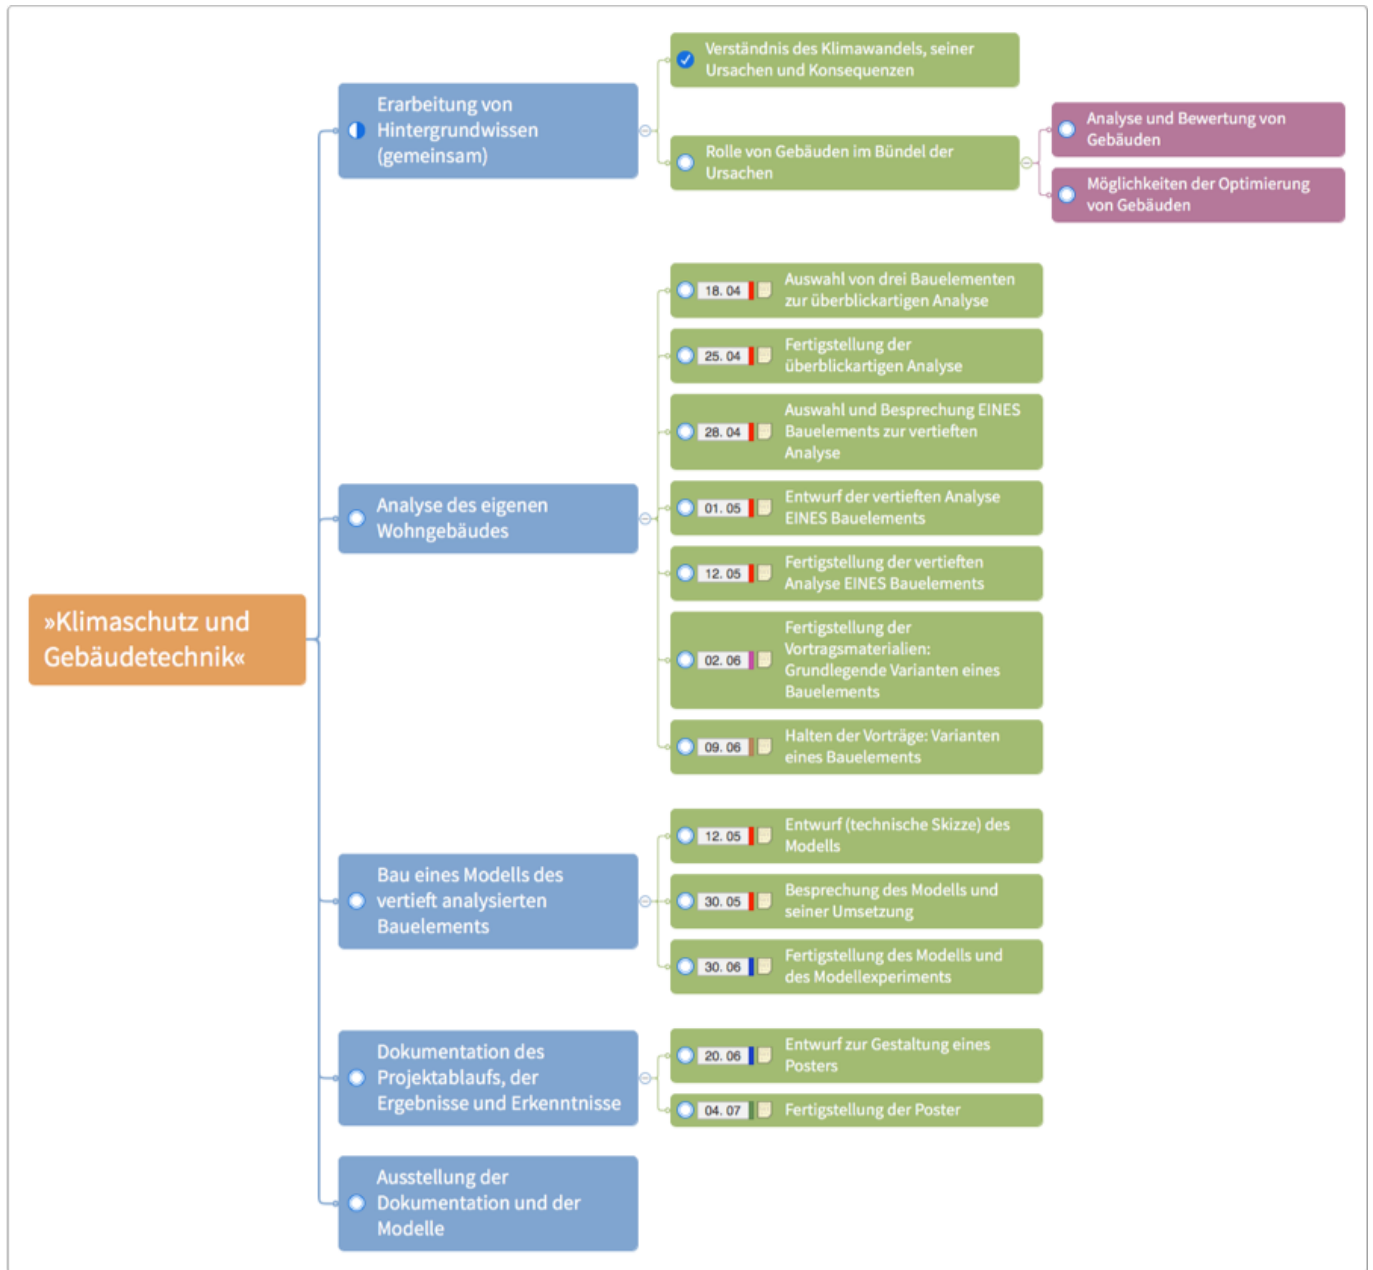 Verständnis des Klimawandels, seiner
Ursachen und Konsequenzen
Erarbeitung von
Hintergrundwissen
(gemeinsam)
Rolle von Gebäuden im Bündel der
Ursachen
Analyse und Bewertung von
Gebäuden
Möglichkeiten der Optimierung
von Gebäuden
18. 04
Auswahl von drei Bauelementen
zur überblickartigen Analyse
25. 04
Fertigstellung der
überblickartigen Analyse
28. 04
Auswahl und Besprechung EINES
Bauelements zur vertieften
Analyse
Analyse des eigenen
Wohngebäudes
01. 05
Entwurf der vertieften Analyse
EINES Bauelements
12. 05
Fertigstellung der vertieften
Analyse EINES Bauelements
»Klimaschutz und
Gebäudetechnik«
02. 06
Fertigstellung der
Vortragsmaterialien:
Grundlegende Varianten eines
Bauelements
09. 06
Halten der Vorträge: Varianten
eines Bauelements
Bau eines Modells des
vertieft analysierten
Bauelements
12. 05
Entwurf (technische Skizze) des
Modells
30. 05
Besprechung des Modells und
seiner Umsetzung
30. 06
Fertigstellung des Modells und
des Modellexperiments
Dokumentation des
Projektablaufs, der
Ergebnisse und Erkenntnisse
20. 06
Entwurf zur Gestaltung eines
Posters
04. 07
Fertigstellung der Poster
Ausstellung der
Dokumentation und der
Modelle